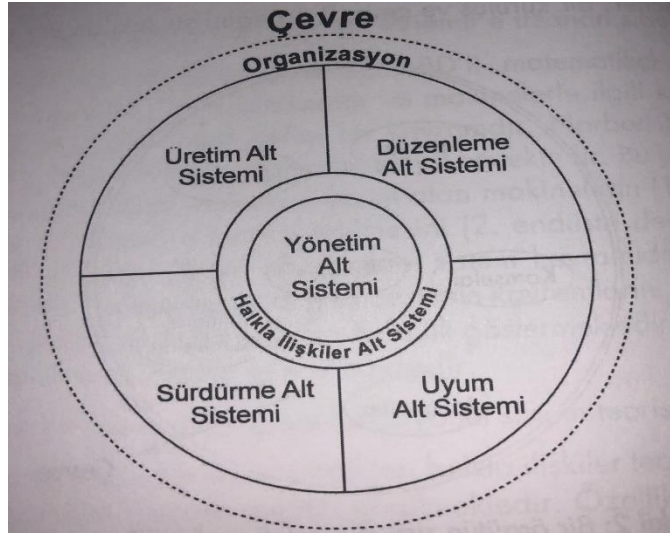 Çevre
Organizasyon
Üretim Alt
Sistemi
Düzenleme
Alt Sistemi
Yönetim
Alt
Sistemi
Halkla İlişkiler Alt Sistemi
Sürdürme Alt
Sistemi
Uyum
Alt Sistemi